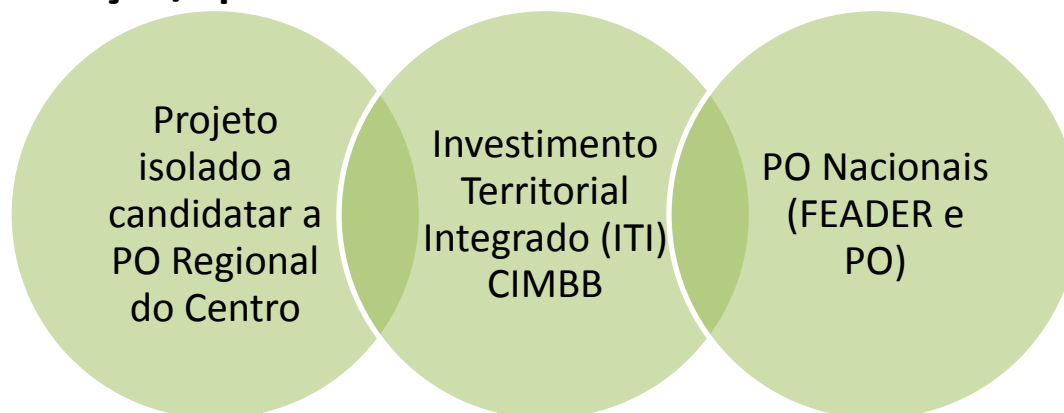 Projeto
isolado a
candidatar a
PO Regional
do Centro
Investimento
Territorial
Integrado (ITI)
CIMBB
PO Nacionais
(FEADER e
PO)